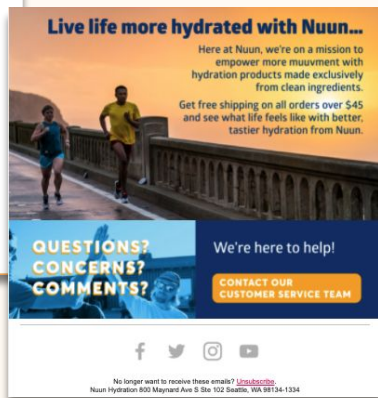 Live life more hydrated with Nuun...
Here at Nuun, we're on a mission to
empower more muuvment with
hydration products made exclusively
from clean ingredients.
Get free shipping on all orders over $45
and see what life feels like with better,
tastier hydration from Nuun.
QUESTIONS?
CONCERNS?
COMMENTS?
We're here to help!
CONTACT OUR
CUSTOMER SERVICE TEAM
No longer want to receive these emails? Unsubscribe.
Nuun Hydration 800 Maynard Ave S Ste 102 Seattle, WA 98134-1334